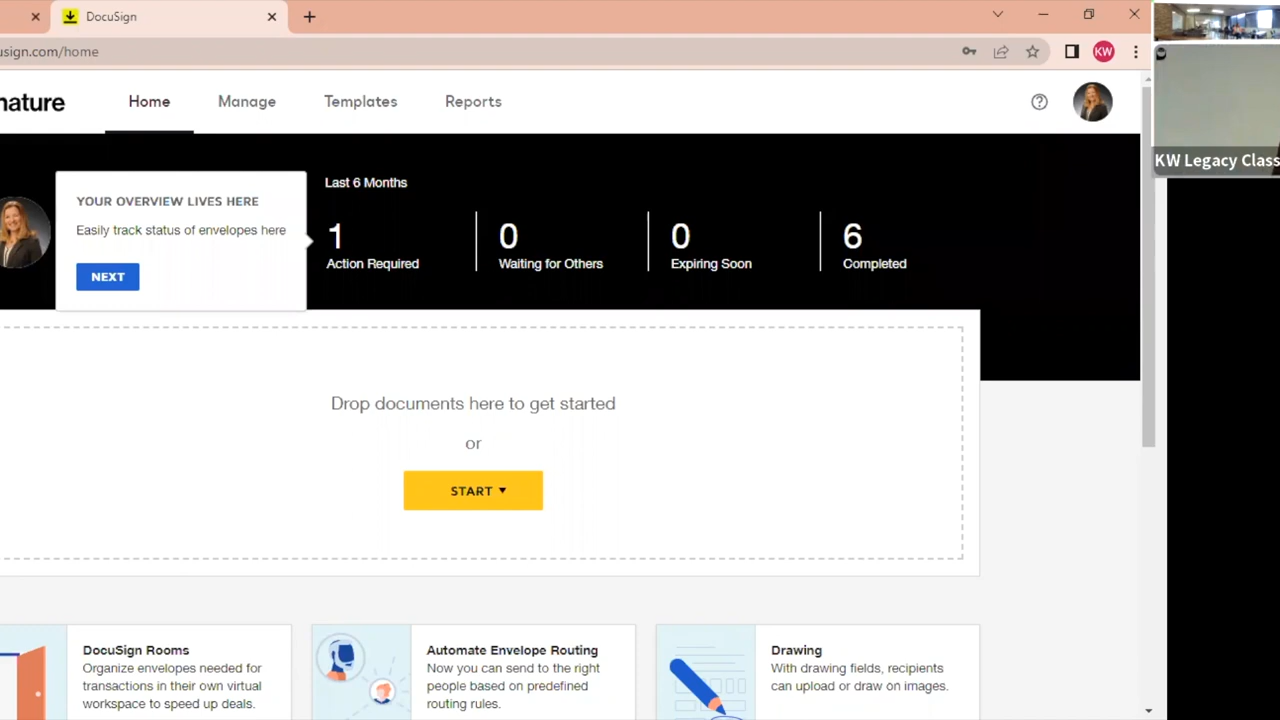 DocuSign
usign.com/home
KW
nature
Home
Manage
Templates
Reports
KW Legacy Class
YOUR OVERVIEW LIVES HERE
Easily track status of envelopes here
NEXT
Last 6 Months
1
Action Required
0
Waiting for Others
0
Expiring Soon
6
Completed
Drop documents here to get started
or
START
DocuSign Rooms
Organize envelopes needed for
transactions in their own virtual
workspace to speed up deals.
Automate Envelope Routing
Now you can send to the right
people based on predefined
routing rules.
Drawing
With drawing fields, recipients
can upload or draw on images.